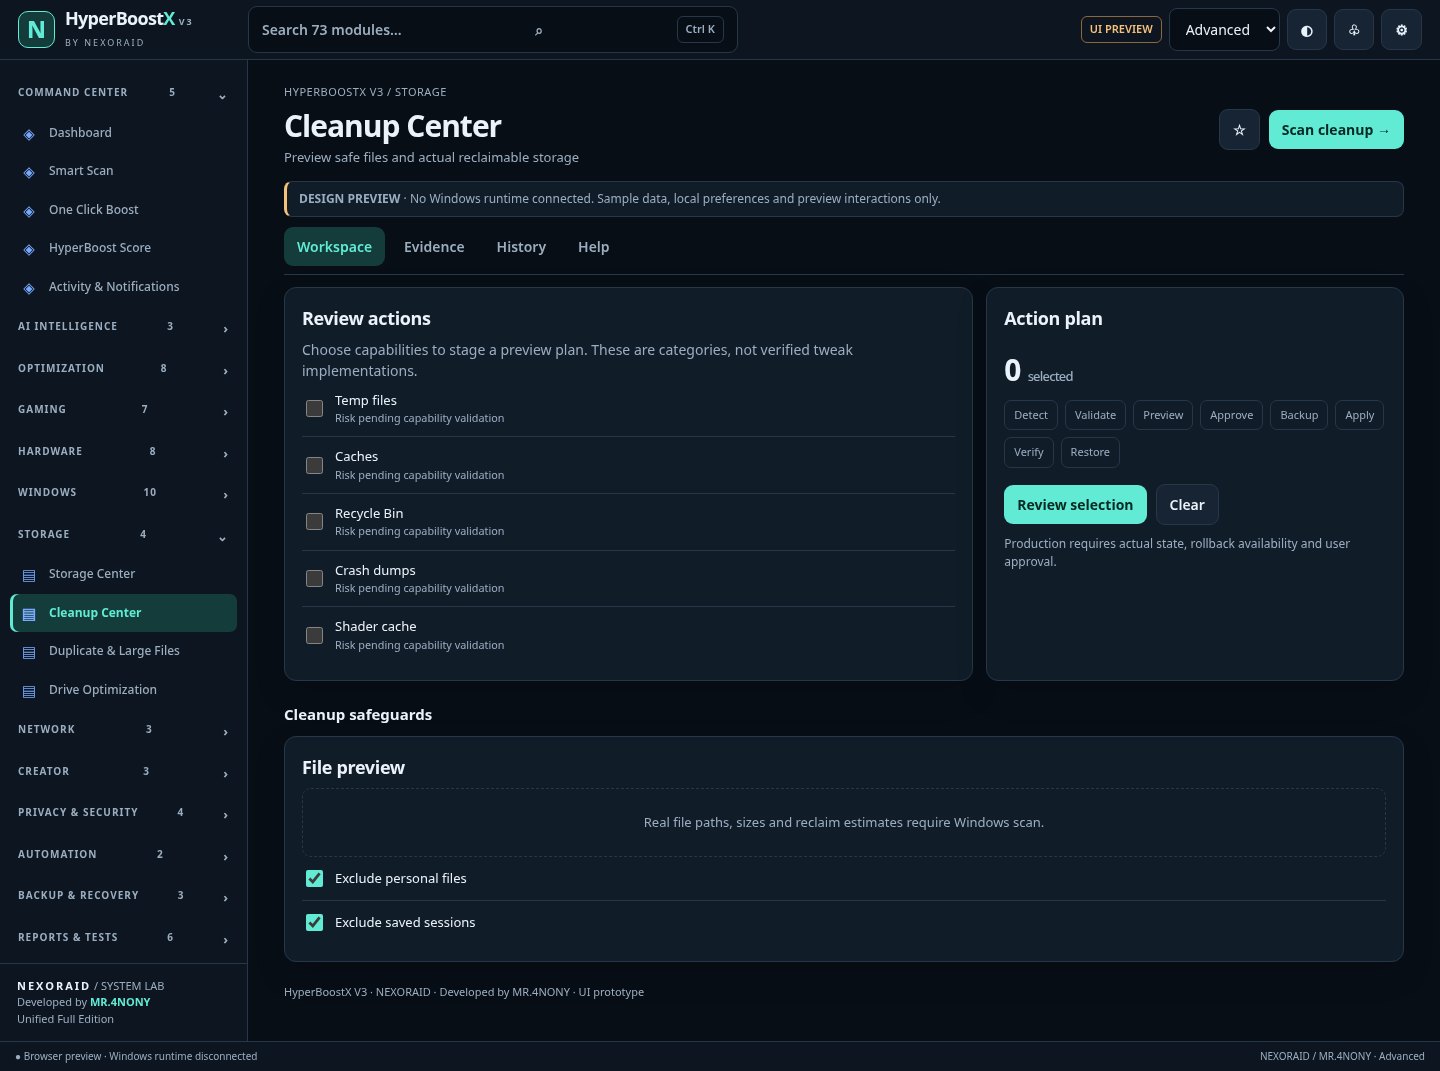 N
HyperBoostX V3
BY NEXORAID
Search 73 modules...
Ctrl K
UI PREVIEW
Advanced
COMMAND CENTER 5
Dashboard
Smart Scan
One Click Boost
HyperBoost Score
Activity & Notifications
AI INTELLIGENCE 3
OPTIMIZATION 8
GAMING 7
HARDWARE 8
WINDOWS 10
STORAGE 4
Storage Center
Cleanup Center
Duplicate & Large Files
Drive Optimization
NETWORK 3
CREATOR 3
PRIVACY & SECURITY 4
AUTOMATION 2
BACKUP & RECOVERY 3
REPORTS & TESTS 6
NEXORAID / SYSTEM LAB
Developed by MR.4NONY
Unified Full Edition
HYPERBOOSTX V3 / STORAGE
Cleanup Center
Preview safe files and actual reclaimable storage
Scan cleanup →
DESIGN PREVIEW · No Windows runtime connected. Sample data, local preferences and preview interactions only.
Workspace Evidence History Help
Review actions
Choose capabilities to stage a preview plan. These are categories, not verified tweak
implementations.
Temp files
Risk pending capability validation
Caches
Risk pending capability validation
Recycle Bin
Risk pending capability validation
Crash dumps
Risk pending capability validation
Shader cache
Risk pending capability validation
Action plan
0 selected
Detect Validate Preview Approve Backup Apply
Verify Restore
Review selection Clear
Production requires actual state, rollback availability and user
approval.
Cleanup safeguards
File preview
Real file paths, sizes and reclaim estimates require Windows scan.
Exclude personal files
Exclude saved sessions
HyperBoostX V3 · NEXORAID · Developed by MR.4NONY · UI prototype
● Browser preview · Windows runtime disconnected
NEXORAID / MR.4NONY · Advanced